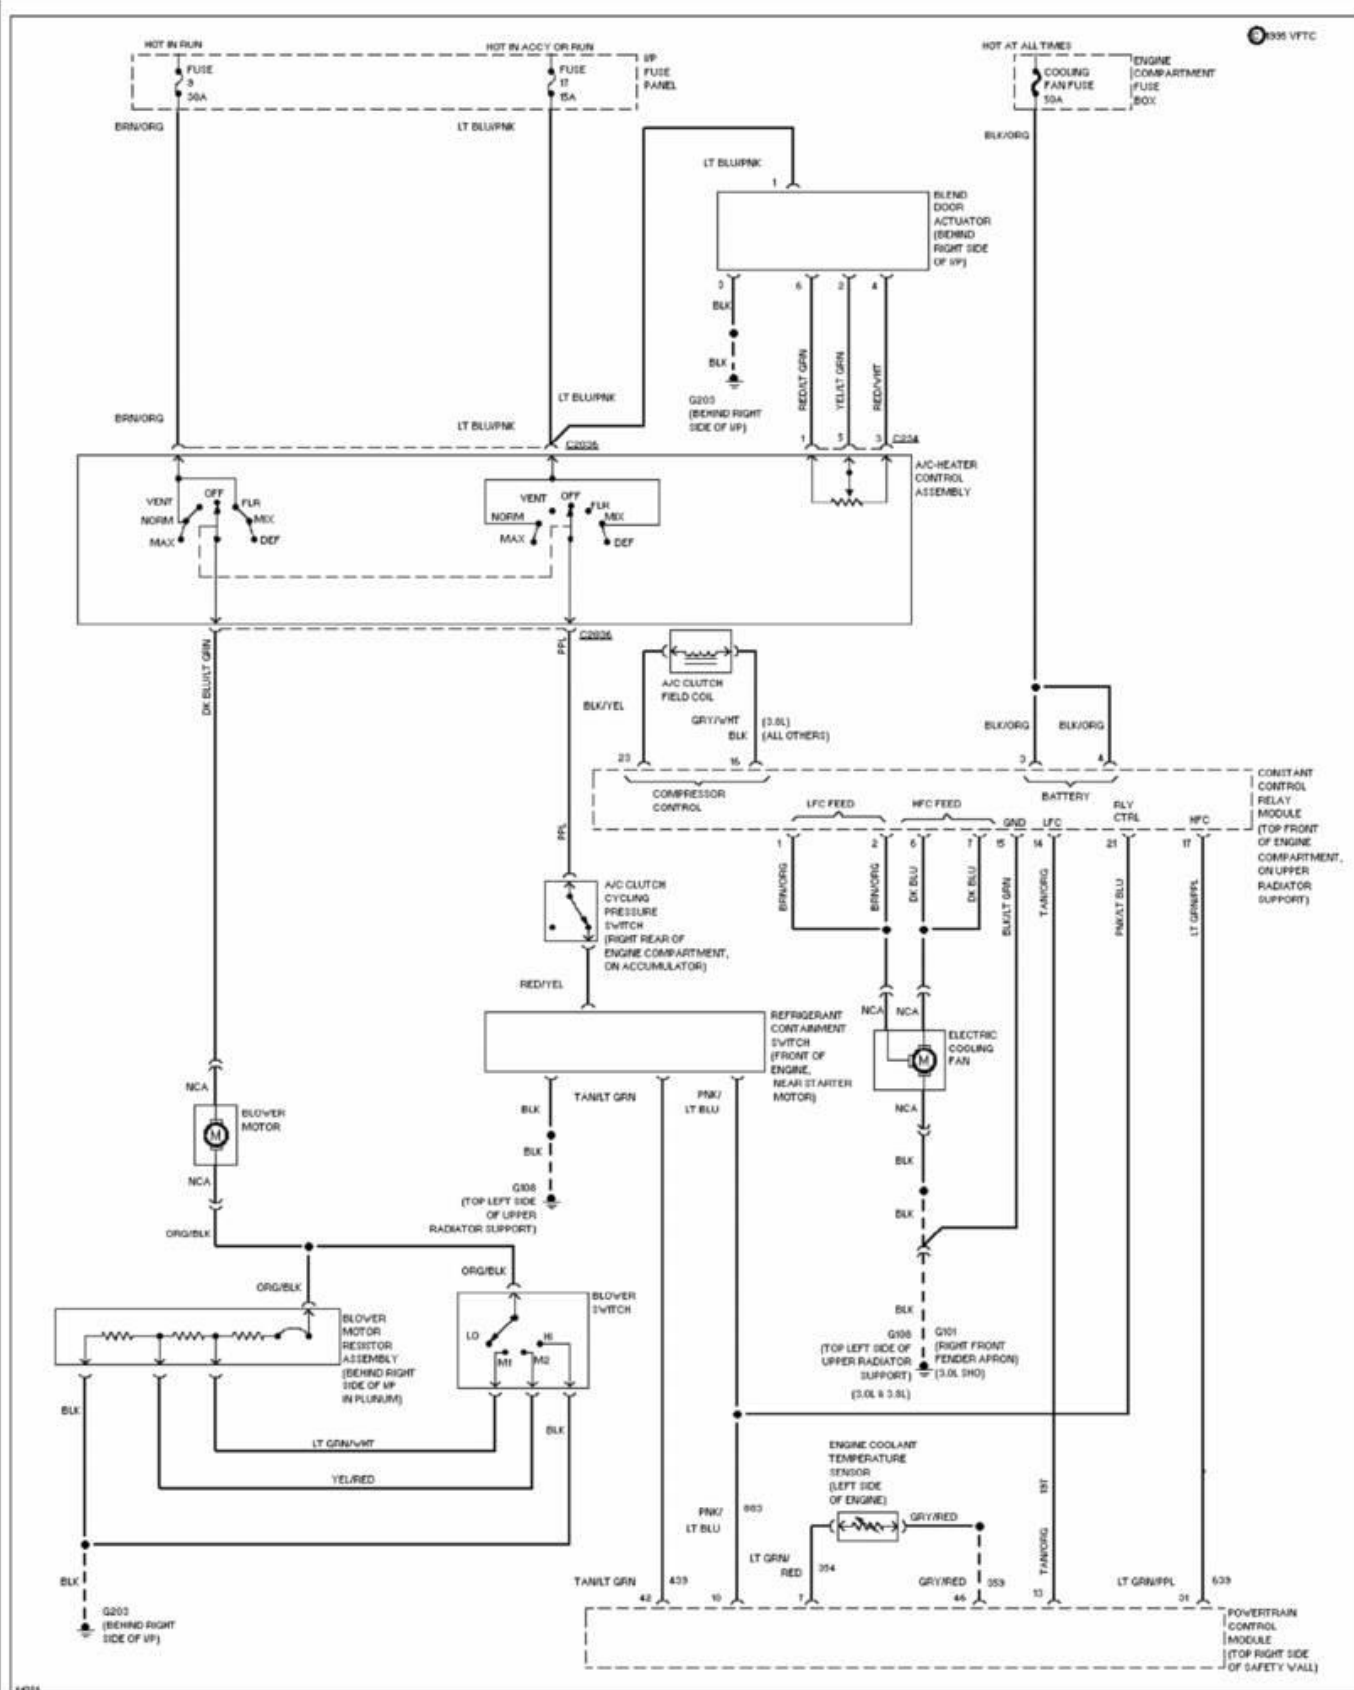 HOT IN RUN
HOT IN ACCY OR RUN
HOT AT ALL TIMES
1995 VFTC
FUSE
9
30A
FUSE
17
15A
I/P
FUSE
PANEL
COOLING
FAN FUSE
50A
ENGINE
COMPARTMENT
FUSE
BOX
BRN/ORG
LT BLU/PNK
BLK/ORG
LT BLU/PNK
1
BLEND
DOOR
ACTUATOR
(BEHIND
RIGHT SIDE
OF I/P)
3
6
2
4
BLK
BLK
RED/LT GRN
YEL/LT GRN
RED/WHT
G203
(BEHIND RIGHT
SIDE OF I/P)
BRN/ORG
LT BLU/PNK
LT BLU/PNK
C2036
1
5
3
C234
A/C-HEATER
CONTROL
ASSEMBLY
VENT
OFF
FLR
NORM
MIX
MAX
DEF
VENT
OFF
FLR
NORM
MIX
MAX
DEF
C2036
DK BLU/LT GRN
PPL
A/C CLUTCH
FIELD COIL
BLK/YEL
GRY/WHT
(3.8L)
BLK
(ALL OTHERS)
BLK/ORG
BLK/ORG
23
16
3
4
COMPRESSOR
CONTROL
BATTERY
LFC FEED
HFC FEED
GND
LFC
RLY
CTRL
HFC
CONSTANT
CONTROL
RELAY
MODULE
(TOP FRONT
OF ENGINE
COMPARTMENT,
ON UPPER
RADIATOR
SUPPORT)
1
2
6
7
15
14
21
17
BRN/ORG
BRN/ORG
DK BLU
DK BLU
BLK/LT GRN
TAN/ORG
PNK/LT BLU
LT GRN/PPL
PPL
A/C CLUTCH
CYCLING
PRESSURE
SWITCH
(RIGHT REAR OF
ENGINE COMPARTMENT,
ON ACCUMULATOR)
RED/YEL
REFRIGERANT
CONTAINMENT
SWITCH
(FRONT OF
ENGINE,
NEAR STARTER
MOTOR)
NCA
NCA
ELECTRIC
COOLING
FAN
M
NCA
BLK
BLK
BLK
TAN/LT GRN
PNK/
LT BLU
BLK
BLK
G108
(TOP LEFT SIDE
OF UPPER
RADIATOR SUPPORT)
NCA
BLOWER
MOTOR
M
NCA
ORG/BLK
ORG/BLK
ORG/BLK
BLOWER
SWITCH
LO
HI
M1
M2
BLOWER
MOTOR
RESISTOR
ASSEMBLY
(BEHIND RIGHT
SIDE OF I/P
IN PLUNUM)
G108
(TOP LEFT SIDE OF
UPPER RADIATOR
SUPPORT)
(3.0L & 3.8L)
G101
(RIGHT FRONT
FENDER APRON)
(3.0L SHO)
BLK
BLK
LT GRN/WHT
YEL/RED
ENGINE COOLANT
TEMPERATURE
SENSOR
(LEFT SIDE
OF ENGINE)
GRY/RED
PNK/
LT BLU
883
LT GRN/
RED
354
197
TAN/ORG
BLK
G203
(BEHIND RIGHT
SIDE OF I/P)
TAN/LT GRN
439
GRY/RED
359
LT GRN/PPL
639
42
10
7
46
13
31
POWERTRAIN
CONTROL
MODULE
(TOP RIGHT SIDE
OF SAFETY WALL)